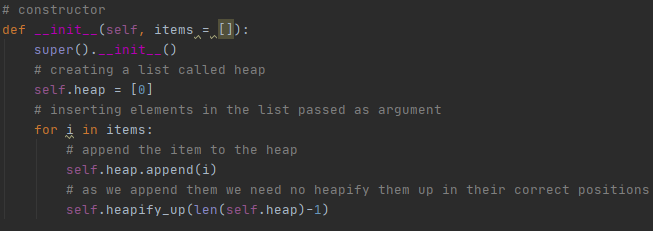 # constructor
def __init__(self, items = []):
    super().__init__()
    # creating a list called heap
    self.heap = [0]
    # inserting elements in the list passed as argument
    for i in items:
        # append the item to the heap
        self.heap.append(i)
        # as we append them we need no heapify them up in their correct positions
        self.heapify_up(len(self.heap)-1)